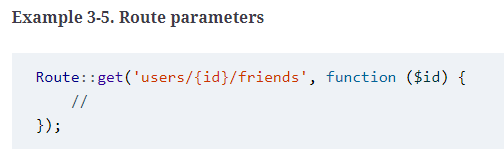 Example 3-5. Route parameters
Route::get('users/{id}/friends', function ($id) {
//
});